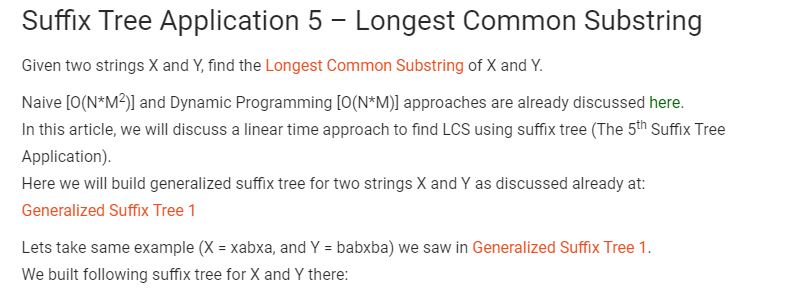 Suffix Tree Application 5 – Longest Common Substring
Given two strings X and Y, find the Longest Common Substring of X and Y.
Naive [O(N*M²)] and Dynamic Programming [O(N*M)] approaches are already discussed here.
In this article, we will discuss a linear time approach to find LCS using suffix tree (The 5ᵗʰ Suffix Tree
Application).
Here we will build generalized suffix tree for two strings X and Y as discussed already at:
Generalized Suffix Tree 1
Lets take same example (X = xabxa, and Y = babxba) we saw in Generalized Suffix Tree 1.
We built following suffix tree for X and Y there: